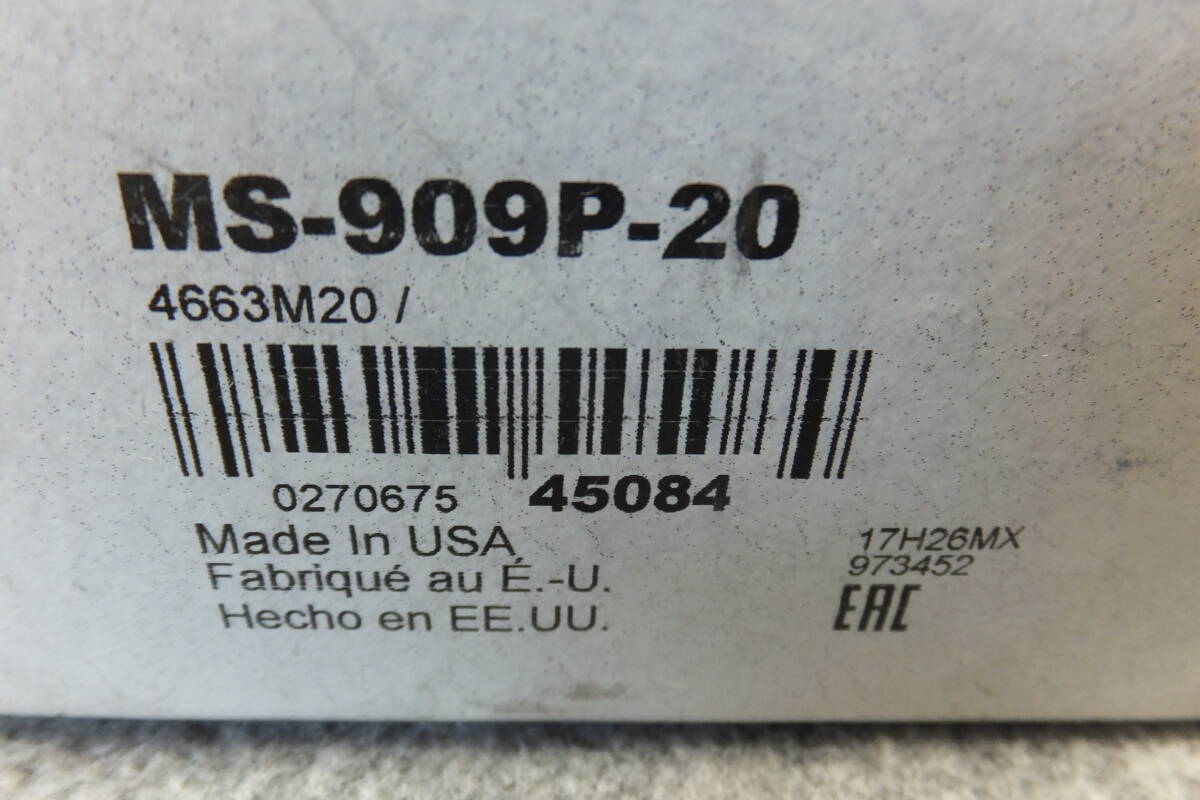 MS-909P-20
4663M20 /
0270675 45084
Made In USA
Fabriqué au É.-U.
Hecho en EE.UU.
17H26MX
973452
EAC